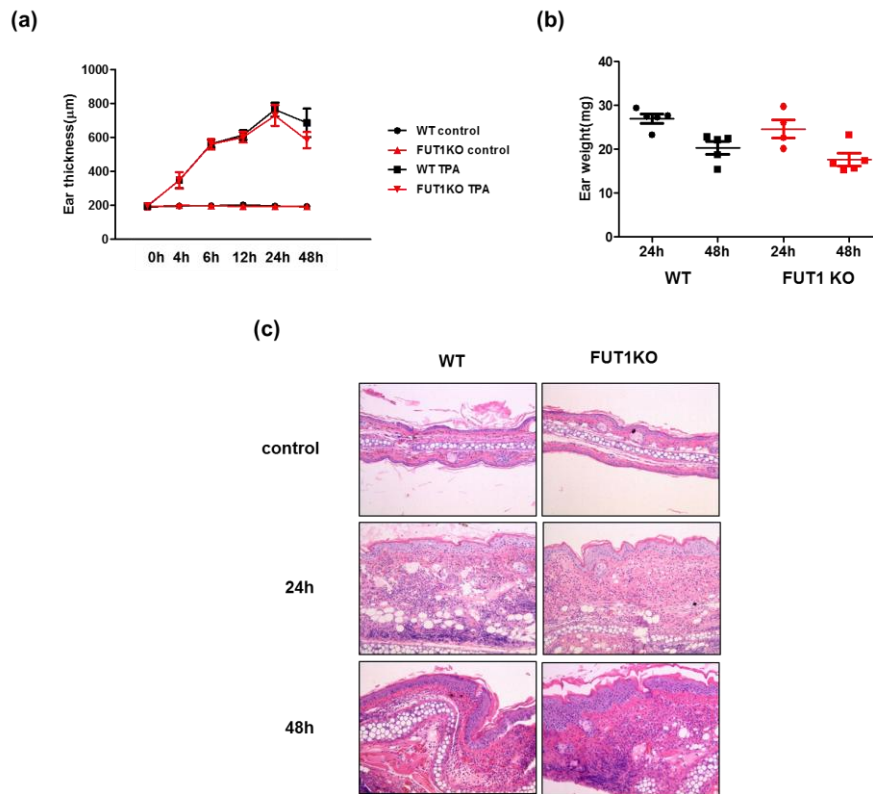 (a)
1000
800
600
400
200
0
Ear thickness(μm)
0h 4h 6h 12h 24h 48h
WT control
FUT1KO control
WT TPA
FUT1KO TPA
(b)
40
30
20
10
0
Ear weight(mg)
24h 48h 24h 48h
WT FUT1 KO
(c)
WT FUT1KO
control
24h
48h